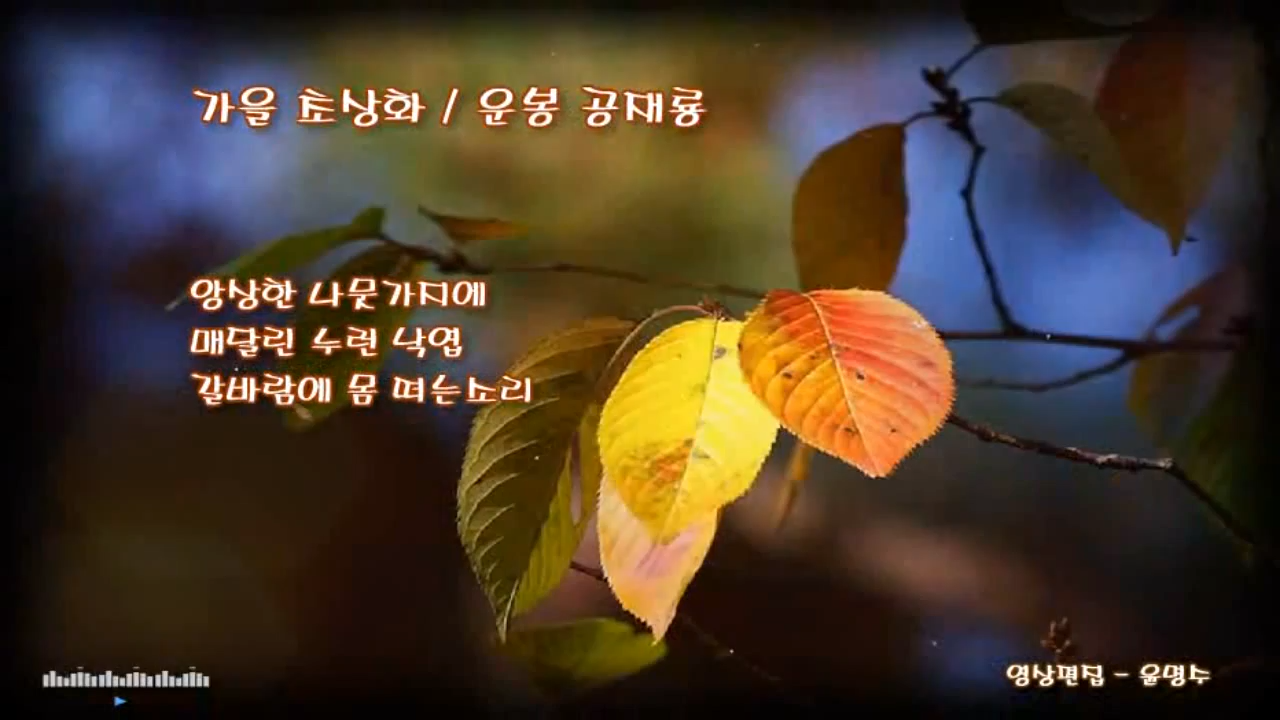 가을 초상화 / 운봉 공재룡
앙상한 나뭇가지에
매달린 누런 낙엽
갈바람에 몸 떠는소리
영상편집 - 윤명수